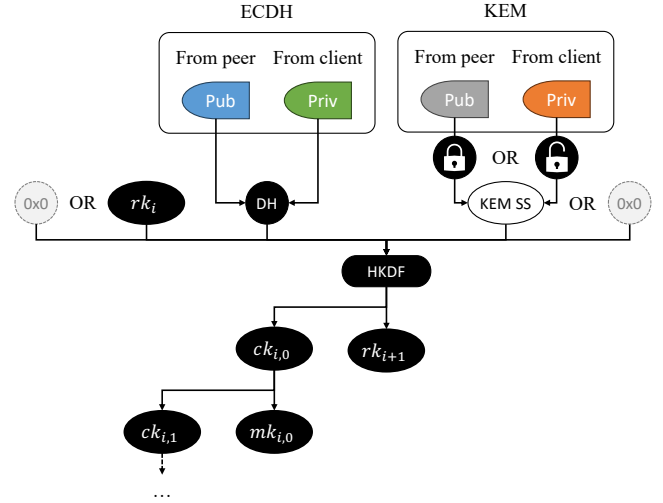 ECDH KEM
From peer From client From peer From client
Pub Priv Pub Priv
OR
0x0 OR rk_i DH KEM SS OR 0x0
HKDF
ck_{i,0} rk_{i+1}
ck_{i,1} mk_{i,0}
...